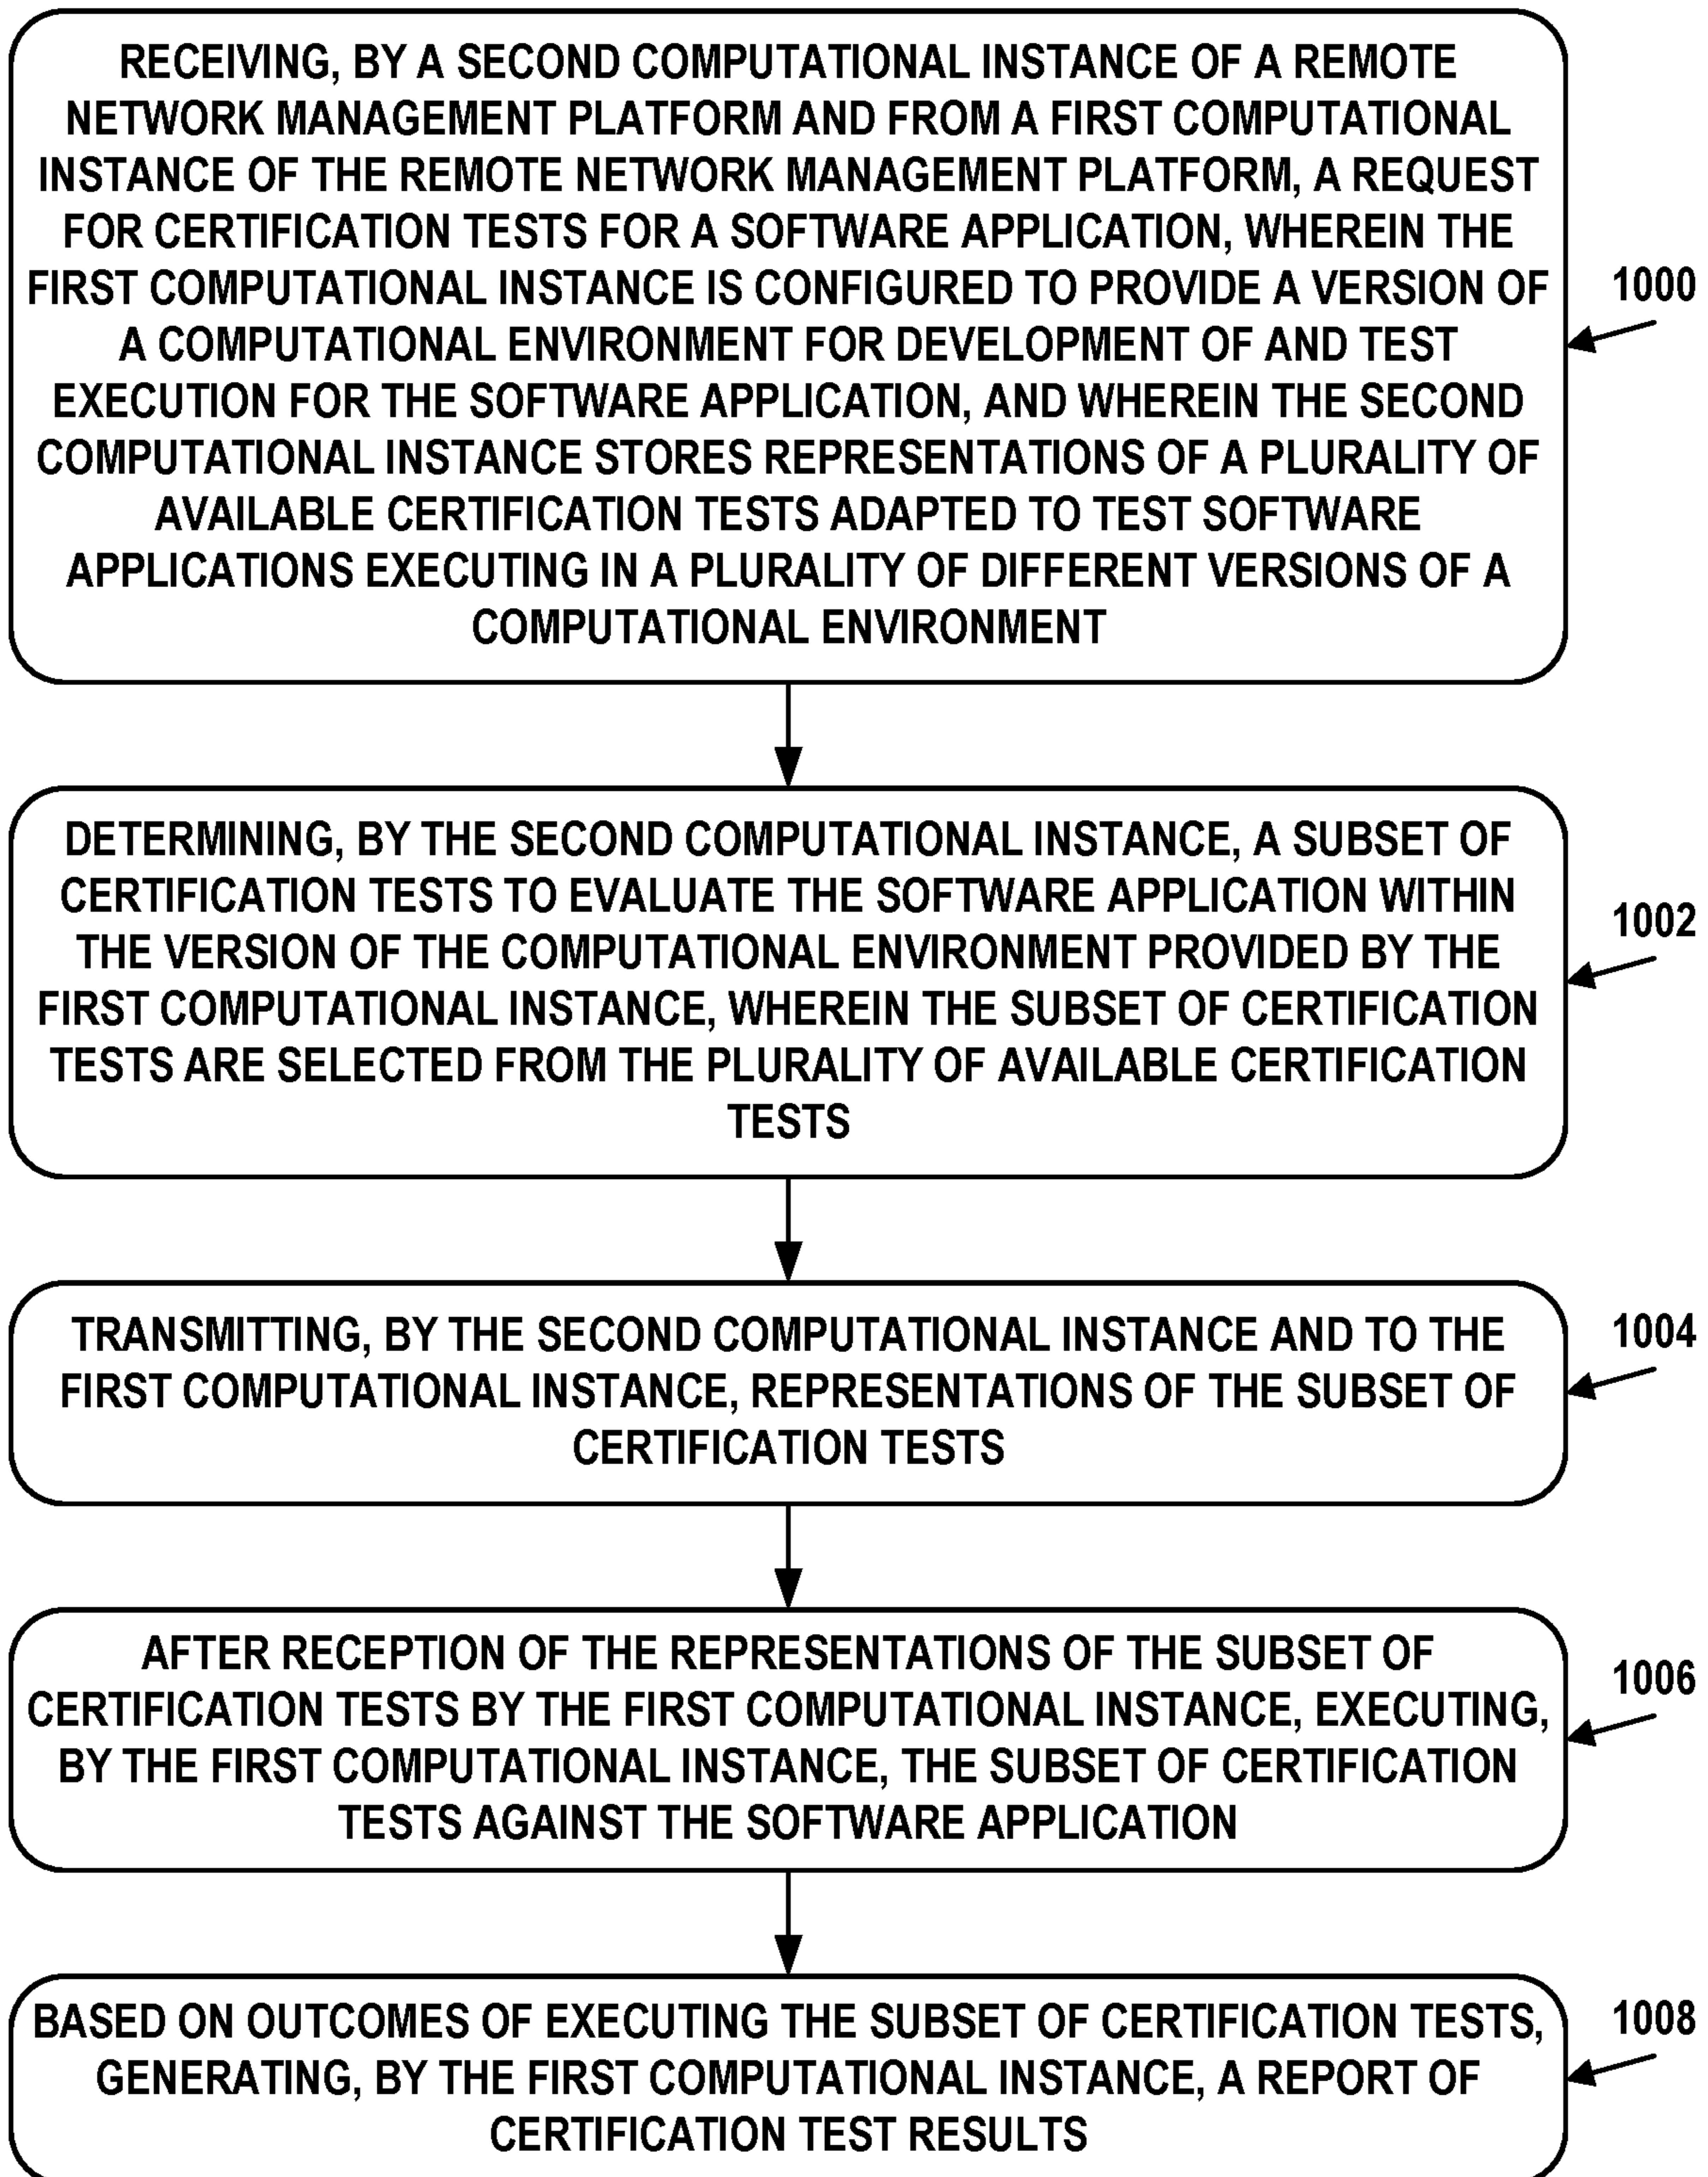 RECEIVING, BY A SECOND COMPUTATIONAL INSTANCE OF A REMOTE
NETWORK MANAGEMENT PLATFORM AND FROM A FIRST COMPUTATIONAL
INSTANCE OF THE REMOTE NETWORK MANAGEMENT PLATFORM, A REQUEST
FOR CERTIFICATION TESTS FOR A SOFTWARE APPLICATION, WHEREIN THE
FIRST COMPUTATIONAL INSTANCE IS CONFIGURED TO PROVIDE A VERSION OF
A COMPUTATIONAL ENVIRONMENT FOR DEVELOPMENT OF AND TEST
EXECUTION FOR THE SOFTWARE APPLICATION, AND WHEREIN THE SECOND
COMPUTATIONAL INSTANCE STORES REPRESENTATIONS OF A PLURALITY OF
AVAILABLE CERTIFICATION TESTS ADAPTED TO TEST SOFTWARE
APPLICATIONS EXECUTING IN A PLURALITY OF DIFFERENT VERSIONS OF A
COMPUTATIONAL ENVIRONMENT
1000
DETERMINING, BY THE SECOND COMPUTATIONAL INSTANCE, A SUBSET OF
CERTIFICATION TESTS TO EVALUATE THE SOFTWARE APPLICATION WITHIN
THE VERSION OF THE COMPUTATIONAL ENVIRONMENT PROVIDED BY THE
FIRST COMPUTATIONAL INSTANCE, WHEREIN THE SUBSET OF CERTIFICATION
TESTS ARE SELECTED FROM THE PLURALITY OF AVAILABLE CERTIFICATION
TESTS
1002
TRANSMITTING, BY THE SECOND COMPUTATIONAL INSTANCE AND TO THE
FIRST COMPUTATIONAL INSTANCE, REPRESENTATIONS OF THE SUBSET OF
CERTIFICATION TESTS
1004
AFTER RECEPTION OF THE REPRESENTATIONS OF THE SUBSET OF
CERTIFICATION TESTS BY THE FIRST COMPUTATIONAL INSTANCE, EXECUTING,
BY THE FIRST COMPUTATIONAL INSTANCE, THE SUBSET OF CERTIFICATION
TESTS AGAINST THE SOFTWARE APPLICATION
1006
BASED ON OUTCOMES OF EXECUTING THE SUBSET OF CERTIFICATION TESTS,
GENERATING, BY THE FIRST COMPUTATIONAL INSTANCE, A REPORT OF
CERTIFICATION TEST RESULTS
1008